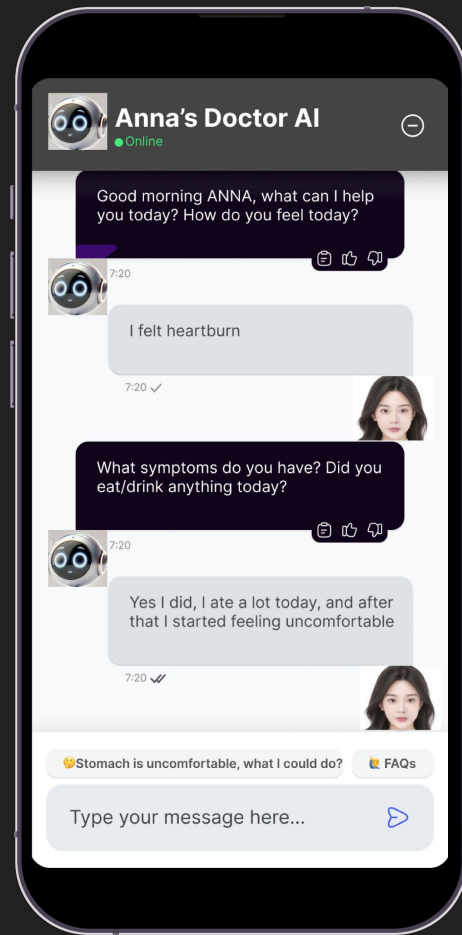 Anna's Doctor AI
Online
Good morning ANNA, what can I help
you today? How do you feel today?
7:20
I felt heartburn
7:20
What symptoms do you have? Did you
eat/drink anything today?
7:20
Yes I did, I ate a lot today, and after
that I started feeling uncomfortable
7:20
🤔Stomach is uncomfortable, what I could do?
🙋‍♂️ FAQs
Type your message here...